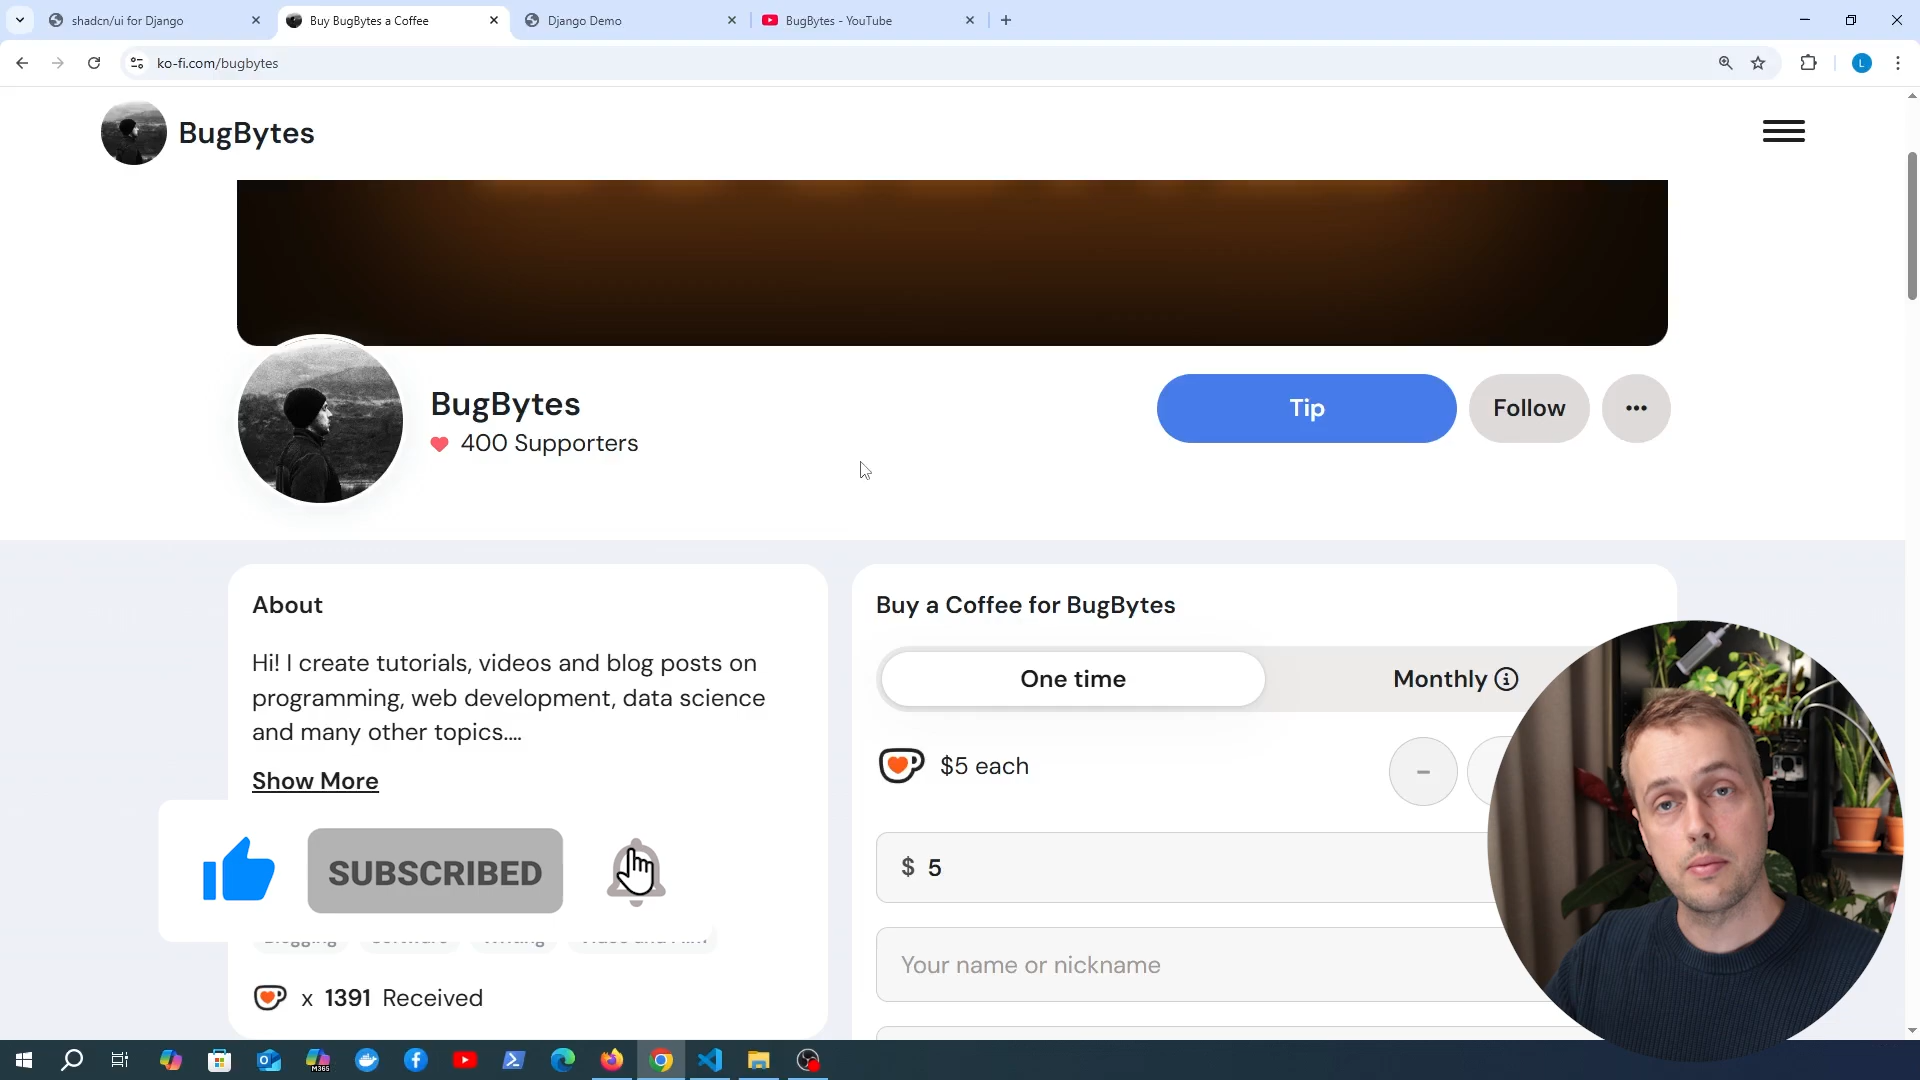 shadcn/ui for Django
Buy BugBytes a Coffee
Django Demo
BugBytes - YouTube
ko-fi.com/bugbytes
L
BugBytes
BugBytes
400 Supporters
Tip
Follow
About
Hi! I create tutorials, videos and blog posts on
programming, web development, data science
and many other topics....
Show More
SUBSCRIBED
x 1391 Received
Buy a Coffee for BugBytes
One time
Monthly
$5 each
$ 5
Your name or nickname
M365